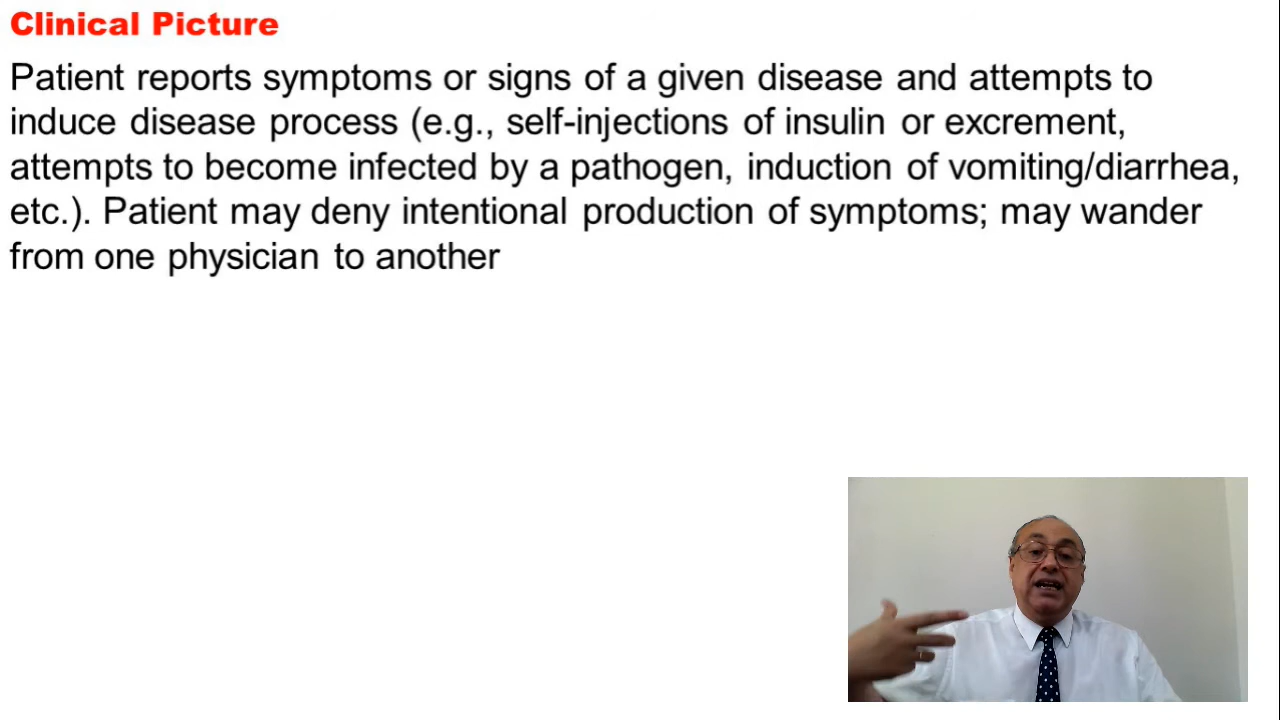 Clinical Picture
Patient reports symptoms or signs of a given disease and attempts to
induce disease process (e.g., self-injections of insulin or excrement,
attempts to become infected by a pathogen, induction of vomiting/diarrhea,
etc.). Patient may deny intentional production of symptoms; may wander
from one physician to another